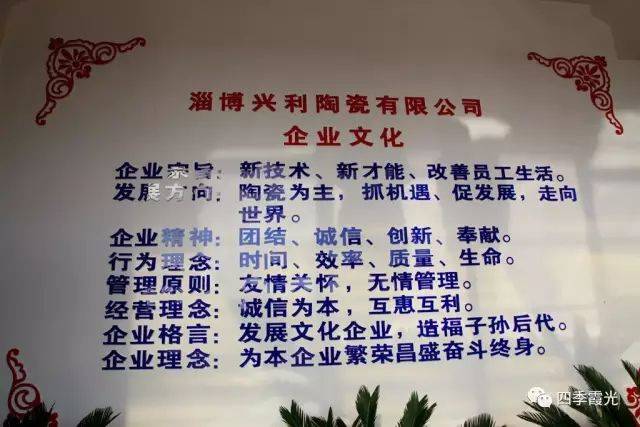 淄博兴利陶瓷有限公司
企业文化
企业宗旨：新技术、新才能、改善员工生活。
发展方向：陶瓷为主，抓机遇、促发展，走向
世界。
企业精神：团结、诚信、创新、奉献。
行为理念：时间、效率、质量、生命。
管理原则：友情关怀，无情管理。
经营理念：诚信为本，互惠互利。
企业格言：发展文化企业，造福子孙后代。
企业理念：为本企业繁荣昌盛奋斗终身。
四季霞光